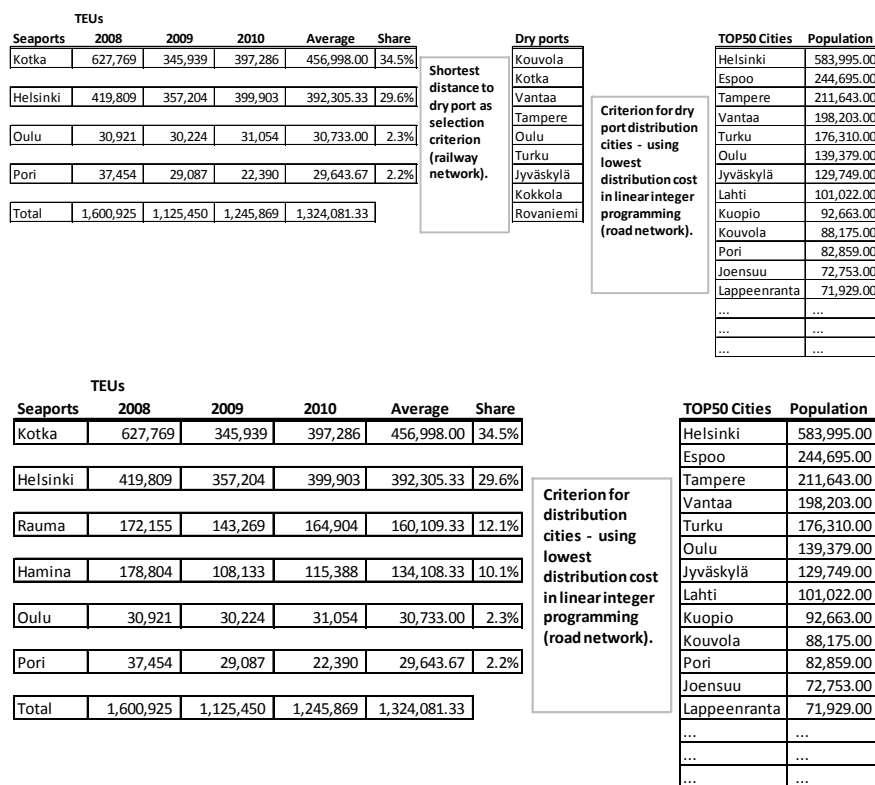 TEUs
Seaports 2008 2009 2010 Average Share
Kotka 627,769 345,939 397,286 456,998.00 34.5%
Helsinki 419,809 357,204 399,903 392,305.33 29.6%
Oulu 30,921 30,224 31,054 30,733.00 2.3%
Pori 37,454 29,087 22,390 29,643.67 2.2%
Total 1,600,925 1,125,450 1,245,869 1,324,081.33
Shortest
distance to
dry port as
selection
criterion
(railway
network).
Dry ports
Kouvola
Kotka
Vantaa
Tampere
Oulu
Turku
Jyväskylä
Kokkola
Rovaniemi
Criterion for dry
port distribution
cities - using
lowest
distribution cost
in linear integer
programming
(road network).
TOP50 Cities Population
Helsinki 583,995.00
Espoo 244,695.00
Tampere 211,643.00
Vantaa 198,203.00
Turku 176,310.00
Oulu 139,379.00
Jyväskylä 129,749.00
Lahti 101,022.00
Kuopio 92,663.00
Kouvola 88,175.00
Pori 82,859.00
Joensuu 72,753.00
Lappeenranta 71,929.00
... ...
... ...
... ...
TEUs
Seaports 2008 2009 2010 Average Share
Kotka 627,769 345,939 397,286 456,998.00 34.5%
Helsinki 419,809 357,204 399,903 392,305.33 29.6%
Rauma 172,155 143,269 164,904 160,109.33 12.1%
Hamina 178,804 108,133 115,388 134,108.33 10.1%
Oulu 30,921 30,224 31,054 30,733.00 2.3%
Pori 37,454 29,087 22,390 29,643.67 2.2%
Total 1,600,925 1,125,450 1,245,869 1,324,081.33
Criterion for
distribution
cities - using
lowest
distribution cost
in linear integer
programming
(road network).
TOP50 Cities Population
Helsinki 583,995.00
Espoo 244,695.00
Tampere 211,643.00
Vantaa 198,203.00
Turku 176,310.00
Oulu 139,379.00
Jyväskylä 129,749.00
Lahti 101,022.00
Kuopio 92,663.00
Kouvola 88,175.00
Pori 82,859.00
Joensuu 72,753.00
Lappeenranta 71,929.00
... ...
... ...
... ...